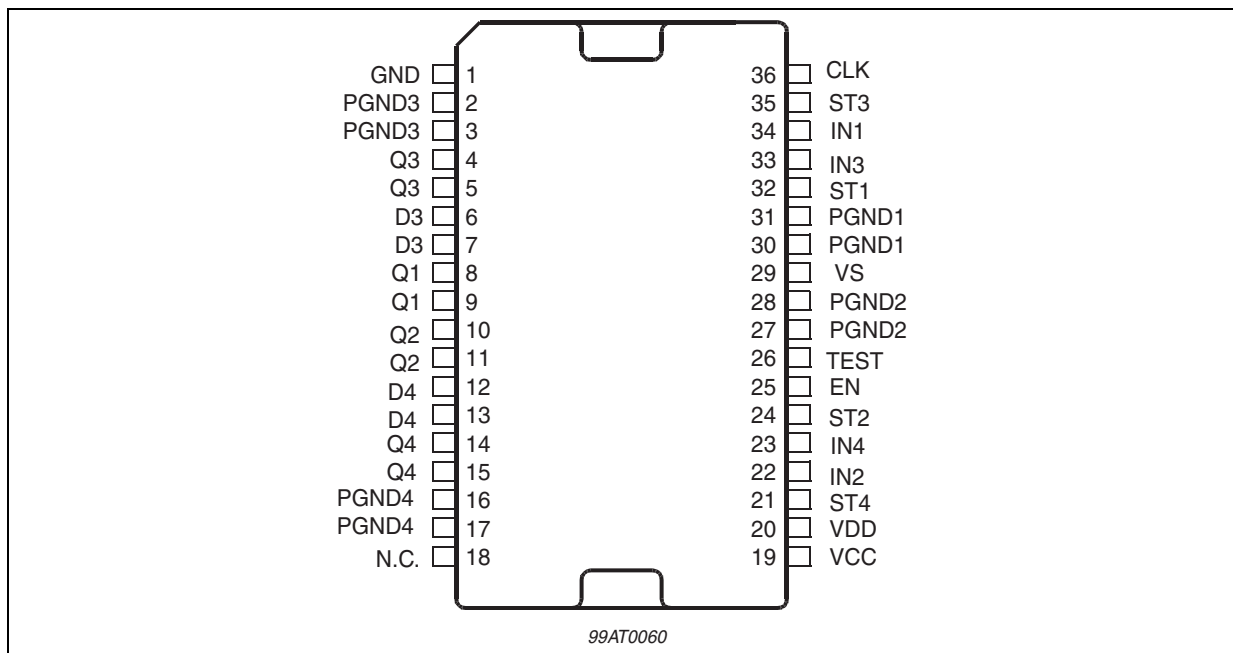 GND 1 36 CLK
PGND3 2 35 ST3
PGND3 3 34 IN1
Q3 4 33 IN3
Q3 5 32 ST1
D3 6 31 PGND1
D3 7 30 PGND1
Q1 8 29 VS
Q1 9 28 PGND2
Q2 10 27 PGND2
Q2 11 26 TEST
D4 12 25 EN
D4 13 24 ST2
Q4 14 23 IN4
Q4 15 22 IN2
PGND4 16 21 ST4
PGND4 17 20 VDD
N.C. 18 19 VCC
99AT0060